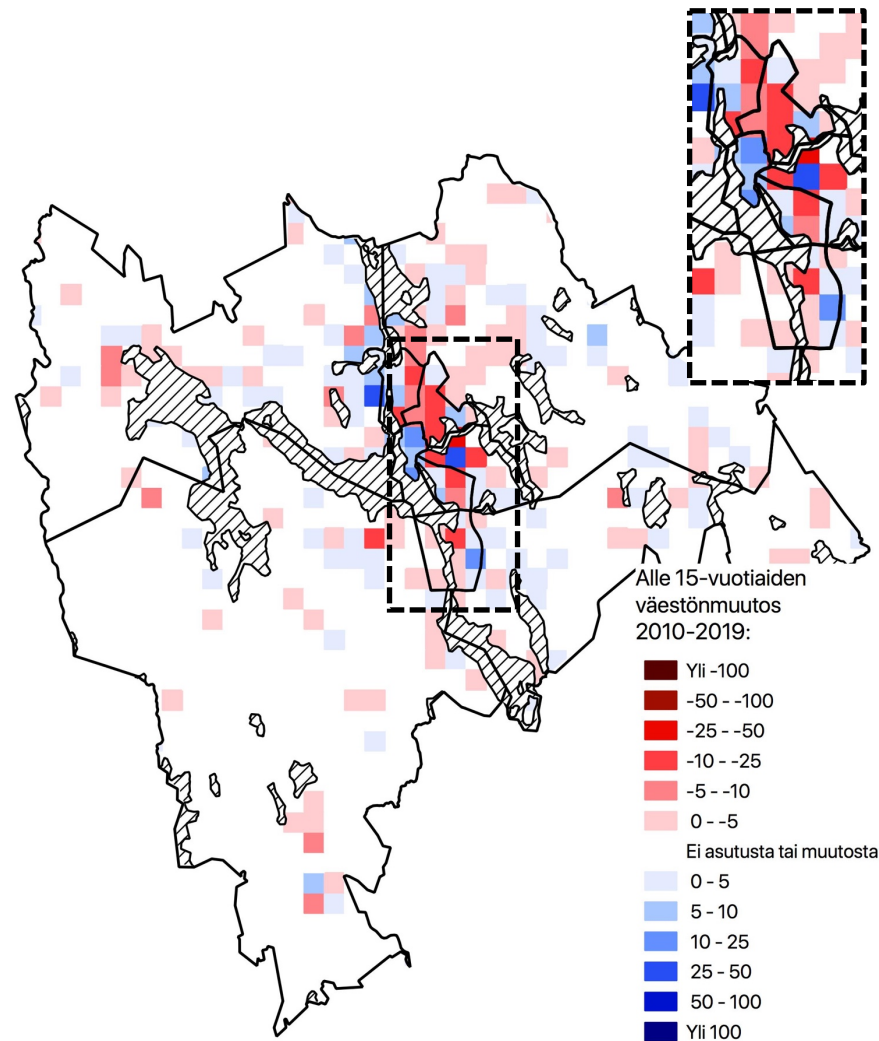 Alle 15-vuotiaiden
väestönmuutos
2010-2019:
Yli -100
-50 - -100
-25 - -50
-10 - -25
-5 - -10
0 - -5
Ei asutusta tai muutosta
0 - 5
5 - 10
10 - 25
25 - 50
50 - 100
Yli 100